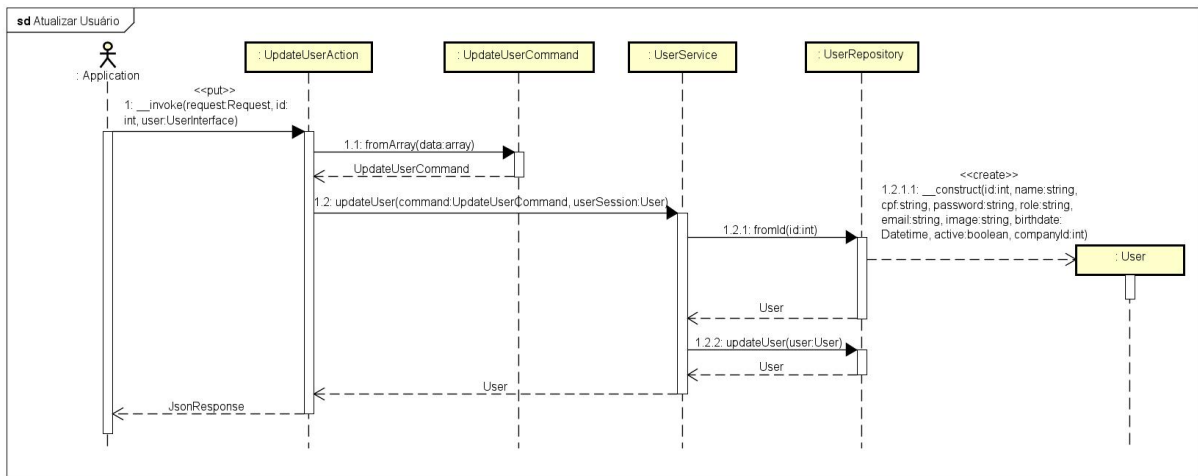 sd Atualizar Usuário
: Application
: UpdateUserAction
: UpdateUserCommand
: UserService
: UserRepository
<<put>>
1: __invoke(request:Request, id:
int, user:UserInterface)
1.1: fromArray(data:array)
UpdateUserCommand
1.2: updateUser(command:UpdateUserCommand, userSession:User)
1.2.1: fromId(id:int)
<<create>>
1.2.1.1: __construct(id:int, name:string,
cpf:string, password:string, role:string,
email:string, image:string, birthdate:
Datetime, active:boolean, companyId:int)
: User
User
1.2.2: updateUser(user:User)
User
User
JsonResponse